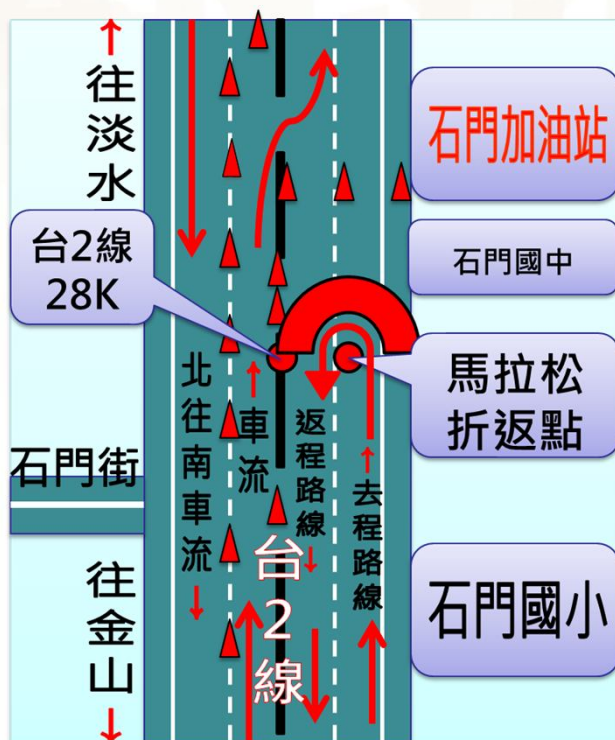 ↑往淡水
石門加油站
台2線
28K
石門國中
馬拉松
折返點
北往南車流↓
↑車流
返程路線↓
↑去程路線
石門街
台2線
石門國小
往金山↓